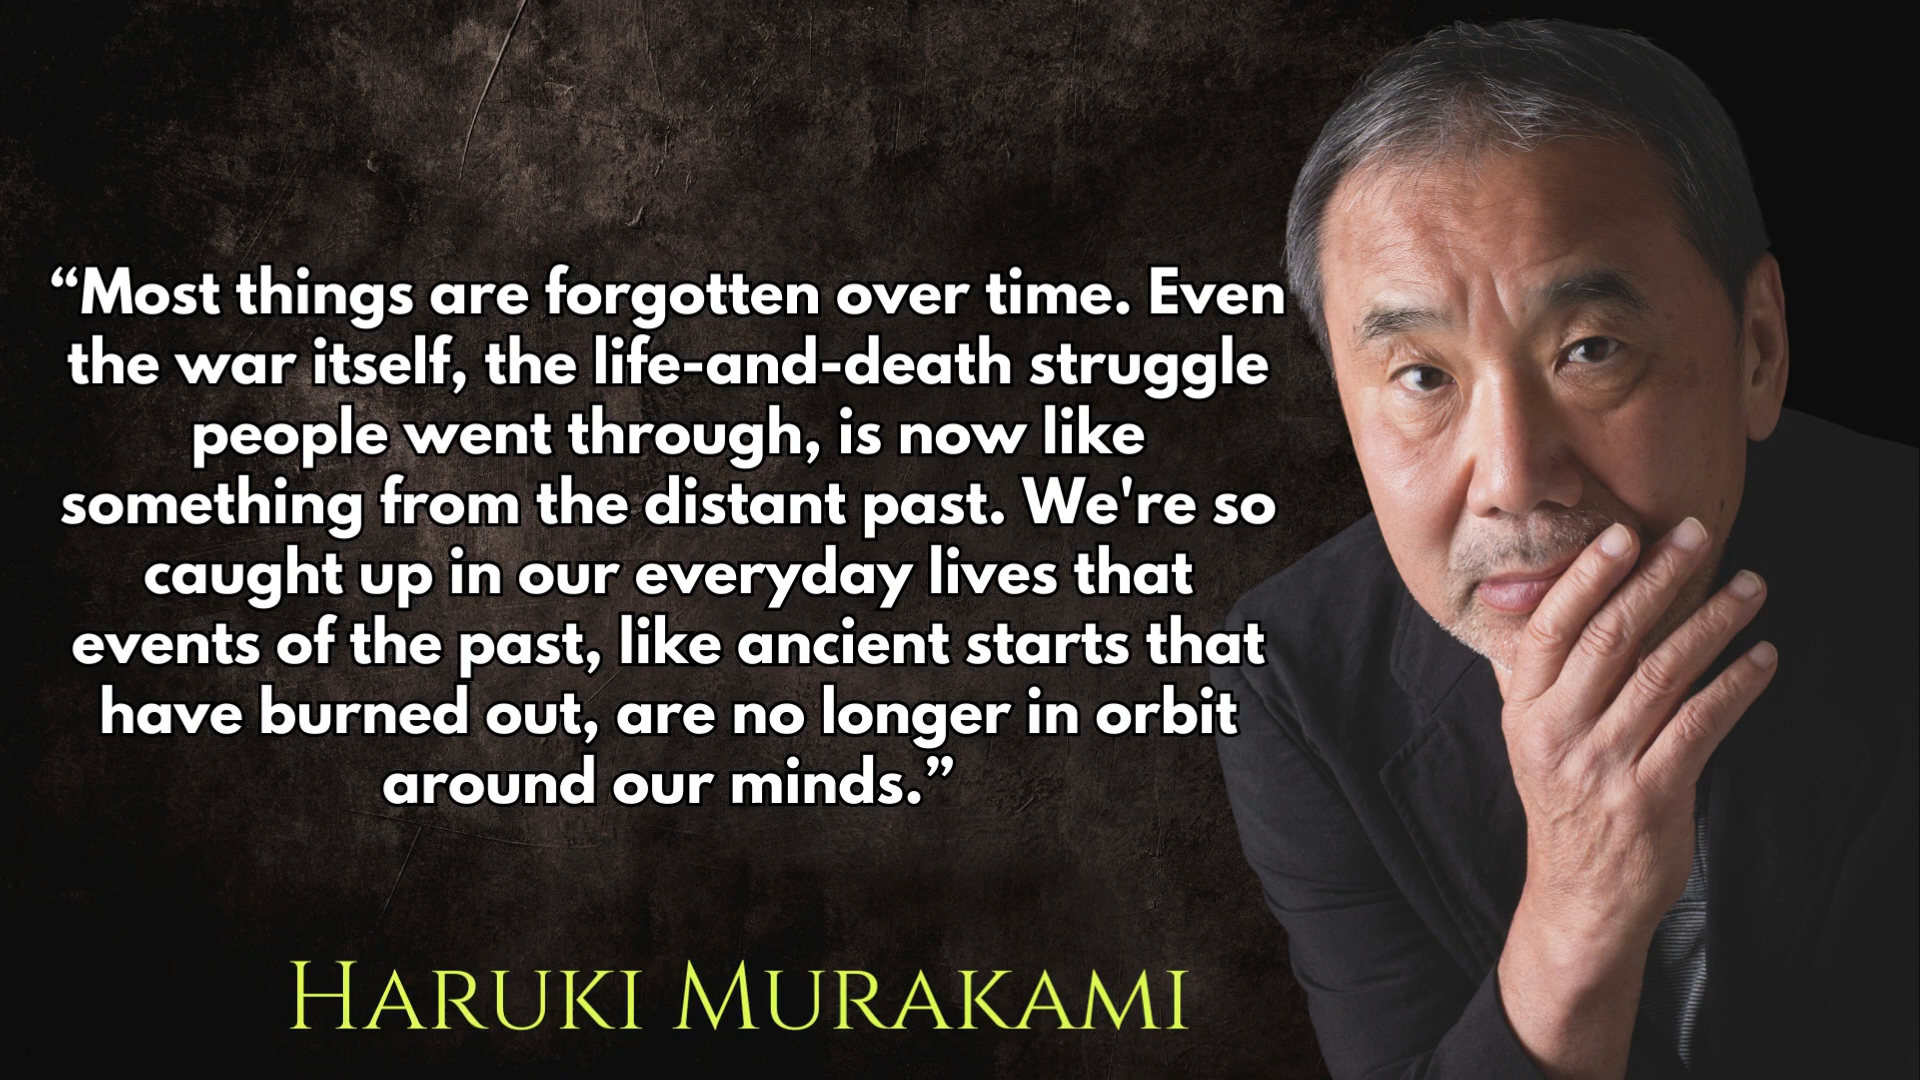 “Most things are forgotten over time. Even
the war itself, the life-and-death struggle
people went through, is now like
something from the distant past. We're so
caught up in our everyday lives that
events of the past, like ancient starts that
have burned out, are no longer in orbit
around our minds.”
HARUKI MURAKAMI